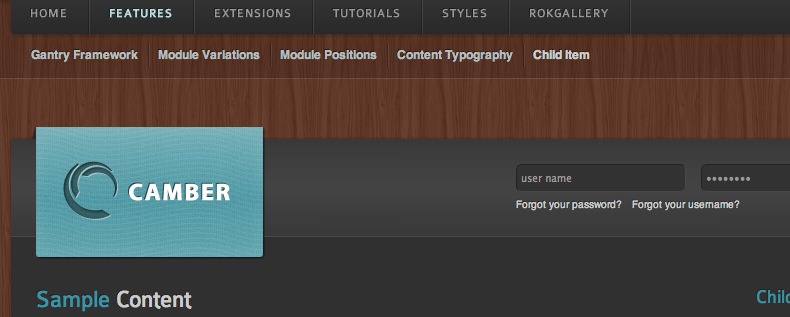 HOME FEATURES EXTENSIONS TUTORIALS STYLES ROKGALLERY
Gantry Framework Module Variations Module Positions Content Typography Child Item
user name ••••••••
CAMBER
Forgot your password? Forgot your username?
Sample Content